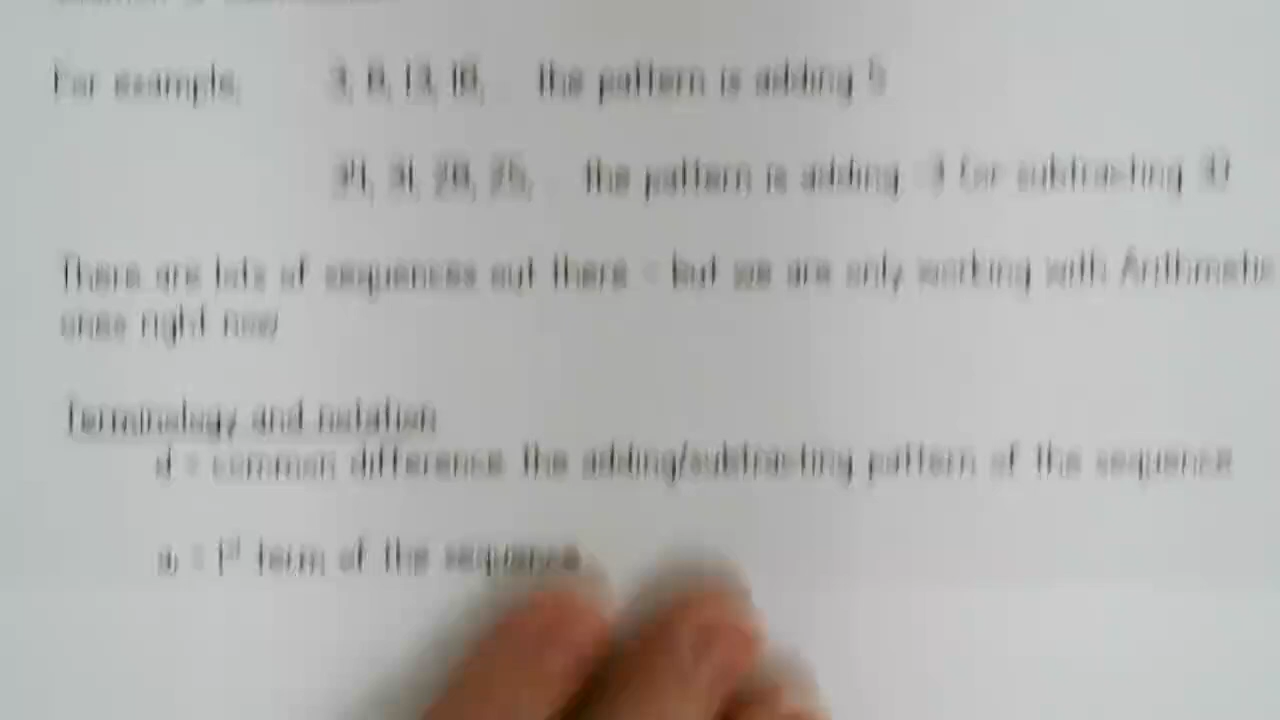 For example, 3, 8, 13, 18, the pattern is adding 5
34, 31, 28, 25, the pattern is adding -3 (or subtracting 3)
There are lots of sequences out there - but we are only working with Arithmetic
ones right now
Terminology and notation
d = common difference the adding/subtracting pattern of the sequence
a₁ = 1st term of the sequence